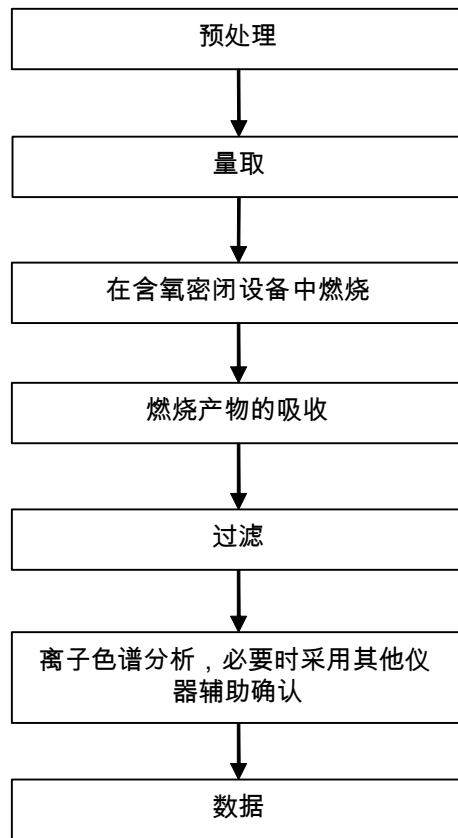 预处理
量取
在含氧密闭设备中燃烧
燃烧产物的吸收
过滤
离子色谱分析，必要时采用其他仪
器辅助确认
数据